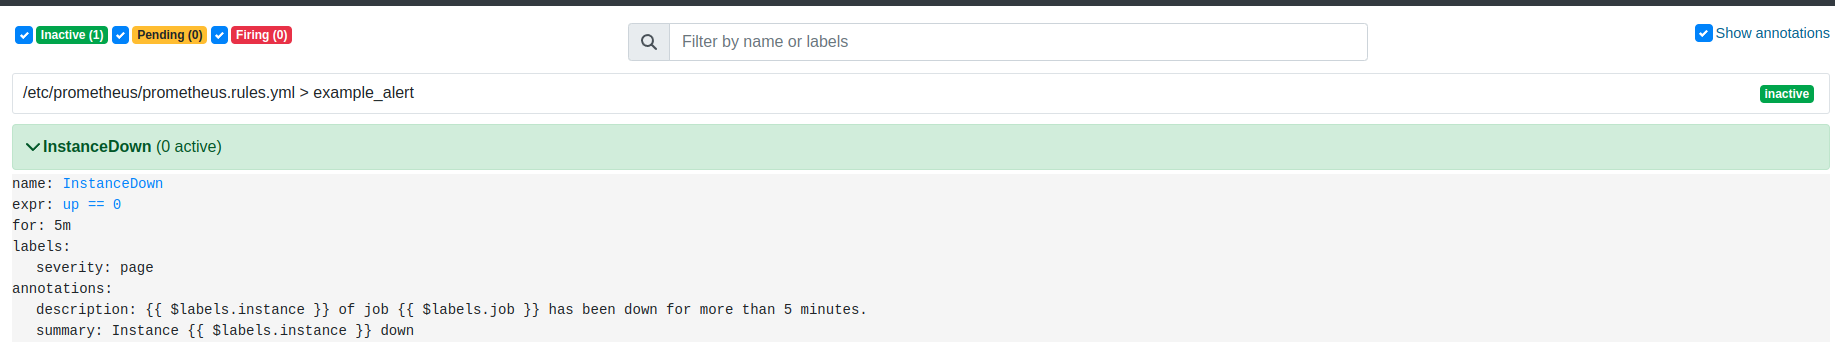 Inactive (1) Pending (0) Firing (0) Filter by name or labels Show annotations
/etc/prometheus/prometheus.rules.yml > example_alert inactive
InstanceDown (0 active)
name: InstanceDown
expr: up == 0
for: 5m
labels:
severity: page
annotations:
description: {{ $labels.instance }} of job {{ $labels.job }} has been down for more than 5 minutes.
summary: Instance {{ $labels.instance }} down